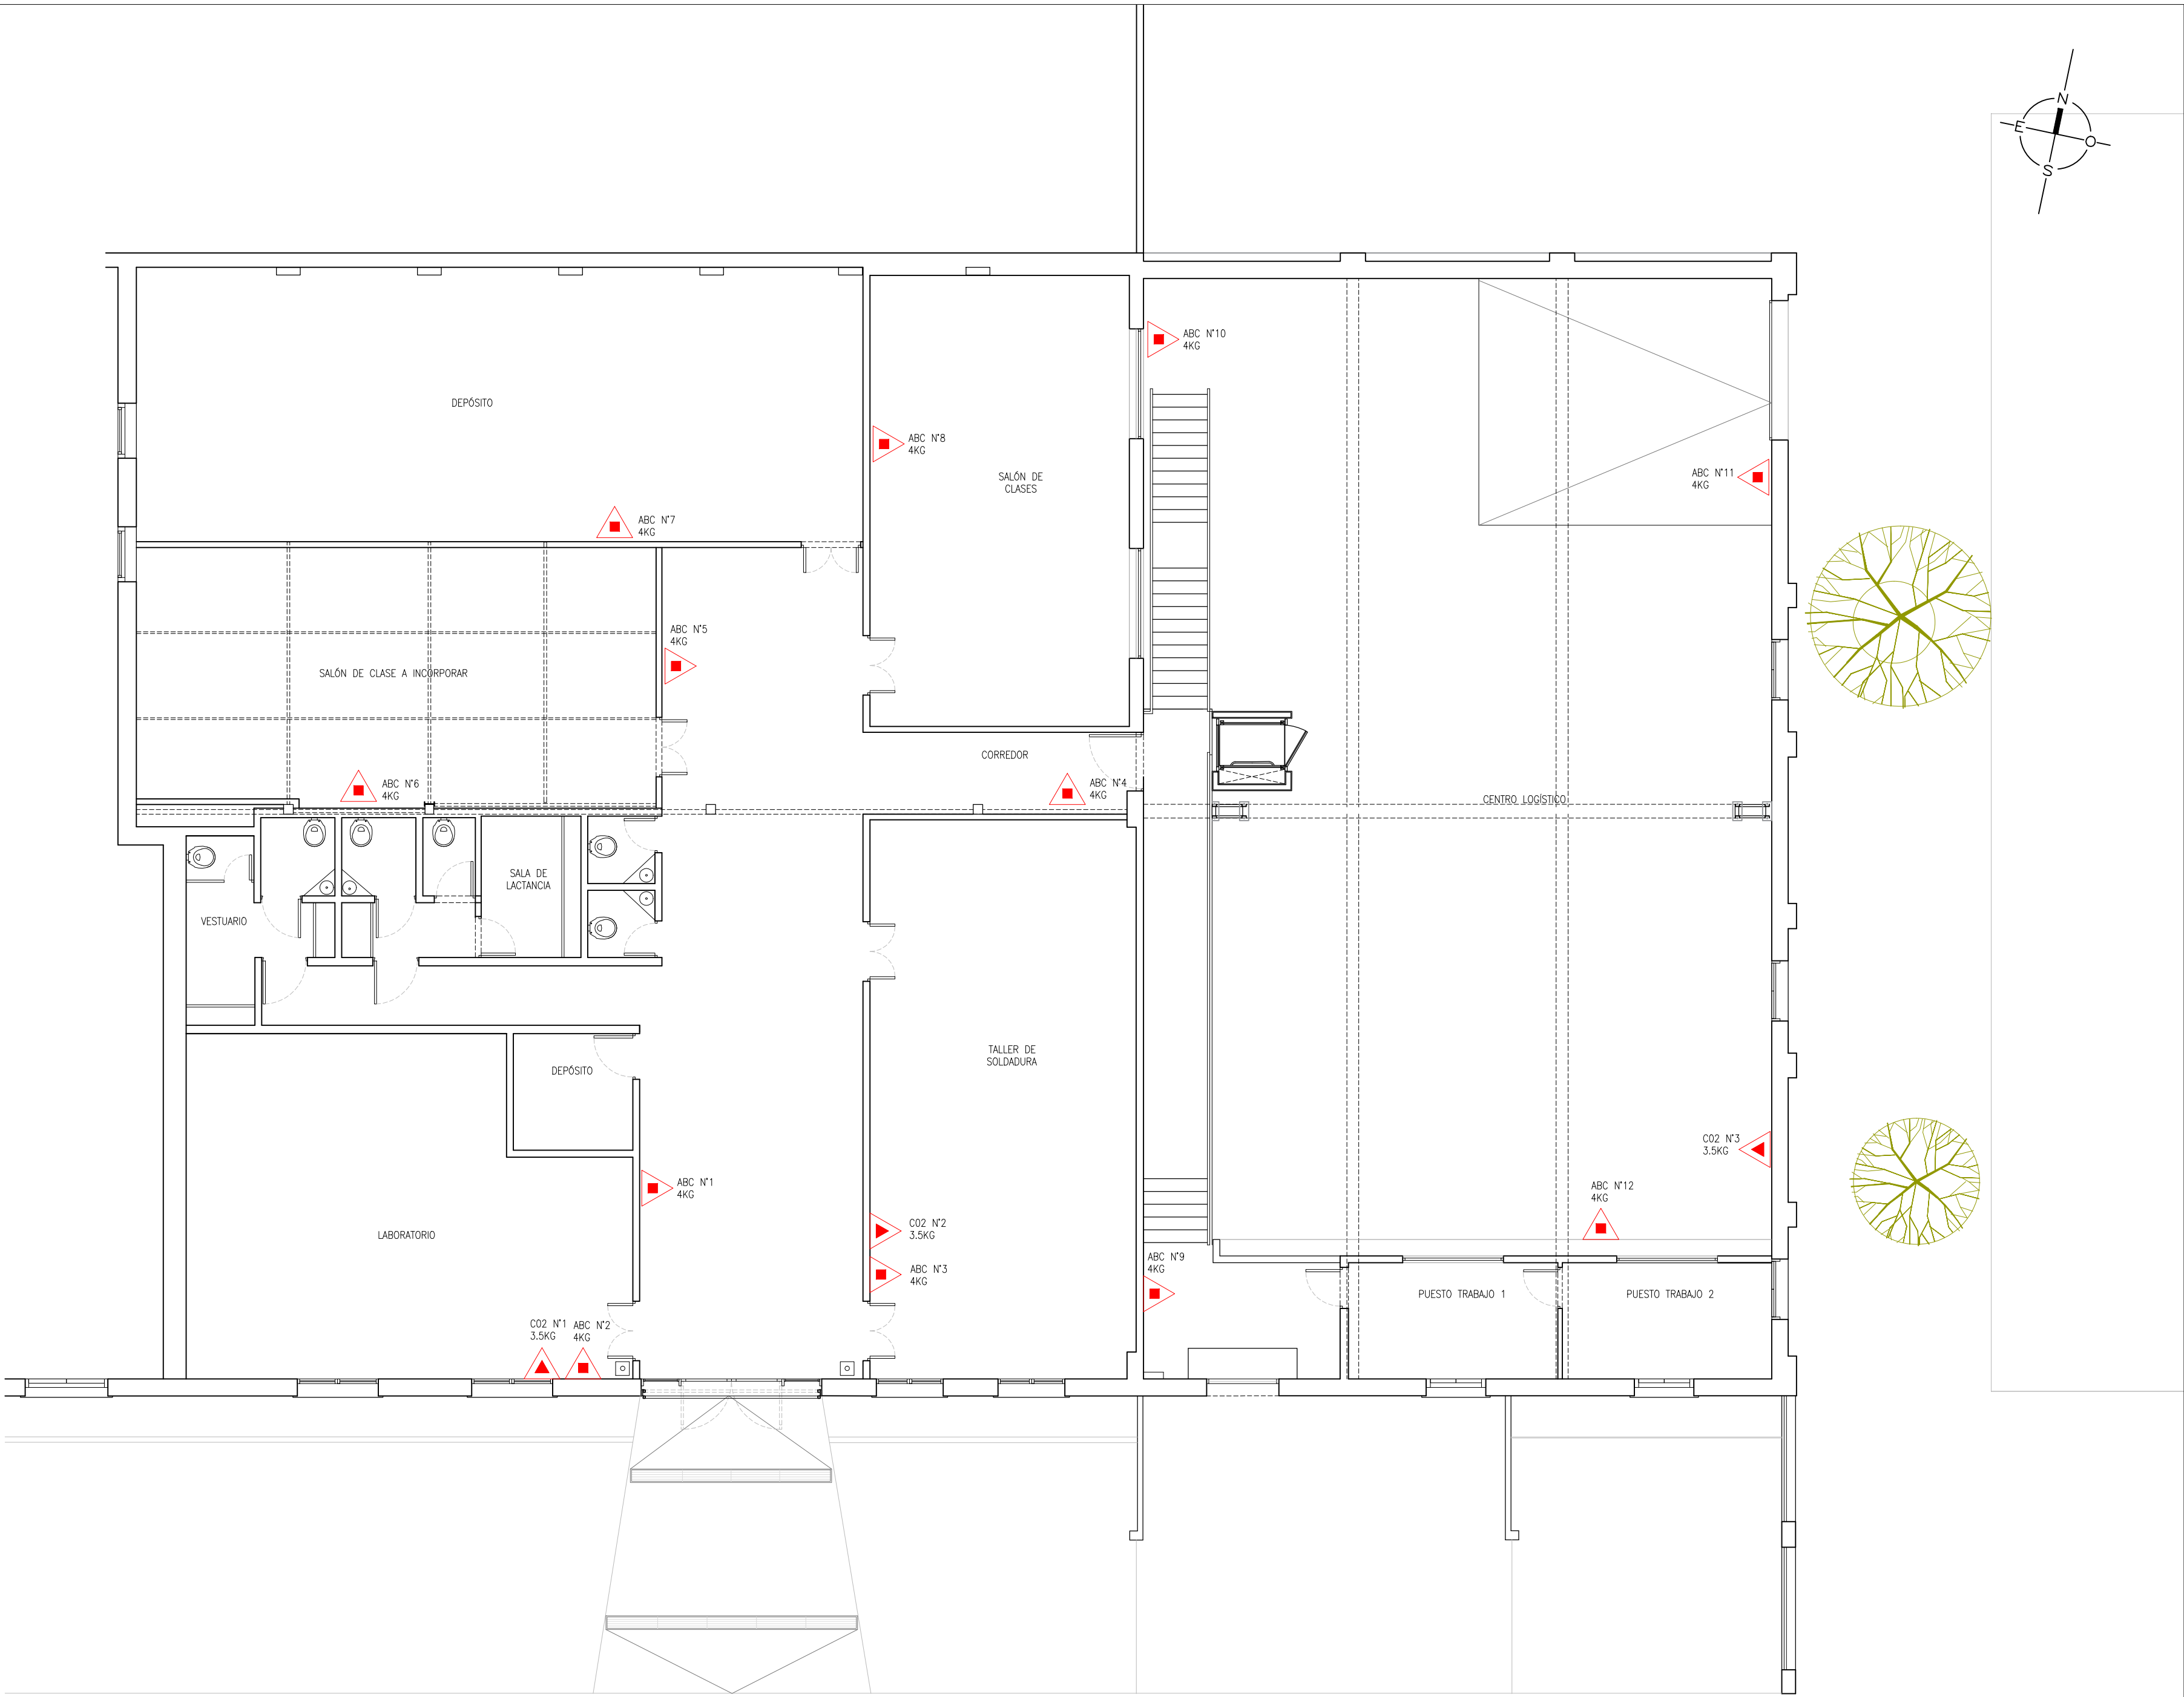 N
E
O
S
ABC N°10
4KG
DEPÓSITO
ABC N°8
4KG
SALÓN DE
CLASES
ABC N°11
4KG
ABC N°7
4KG
ABC N°5
4KG
SALÓN DE CLASE A INCORPORAR
CORREDOR
ABC N°6
4KG
ABC N°4
4KG
CENTRO LOGÍSTICO
SALA DE
LACTANCIA
VESTUARIO
TALLER DE
SOLDADURA
DEPÓSITO
CO2 N°3
3.5KG
ABC N°1
4KG
ABC N°12
4KG
CO2 N°2
3.5KG
LABORATORIO
ABC N°9
4KG
ABC N°3
4KG
PUESTO TRABAJO 1
PUESTO TRABAJO 2
CO2 N°1
3.5KG
ABC N°2
4KG